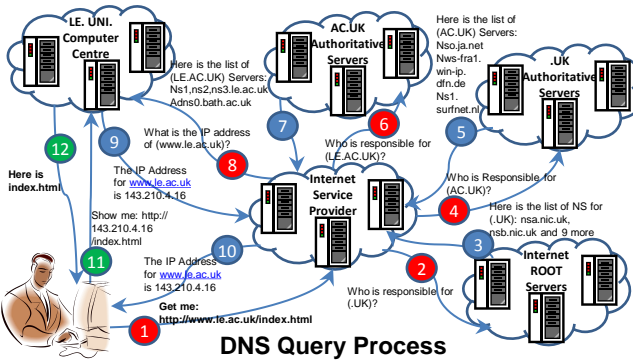 LE. UNI.
Computer
Centre
AC.UK
Authoritative
Servers
Here is the list of
(AC.UK) Servers:
Nso.ja.net
Nws-fra1.
win-ip.
dfn.de
Ns1.
surfnet.nl
.UK
Authoritative
Servers
Here is the list of
(LE.AC.UK) Servers:
Ns1,ns2,ns3.le.ac.uk
Adns0.bath.ac.uk
6
7
5
12
9
What is the IP address
of (www.le.ac.uk)?
8
Who is responsible for
(LE.AC.UK)?
Here is
index.html
The IP Address
for www.le.ac.uk
is 143.210.4.16
Internet
Service
Provider
Who is Responsible for
(AC.UK)?
4
Show me: http://
143.210.4.16
/index.html
Here is the list of NS for
(.UK): nsa.nic.uk,
nsb.nic.uk and 9 more
10
3
11
The IP Address
for www.le.ac.uk
is 143.210.4.16
2
Internet
ROOT
Servers
Who is responsible for
(.UK)?
1
Get me:
http://www.le.ac.uk/index.html
DNS Query Process